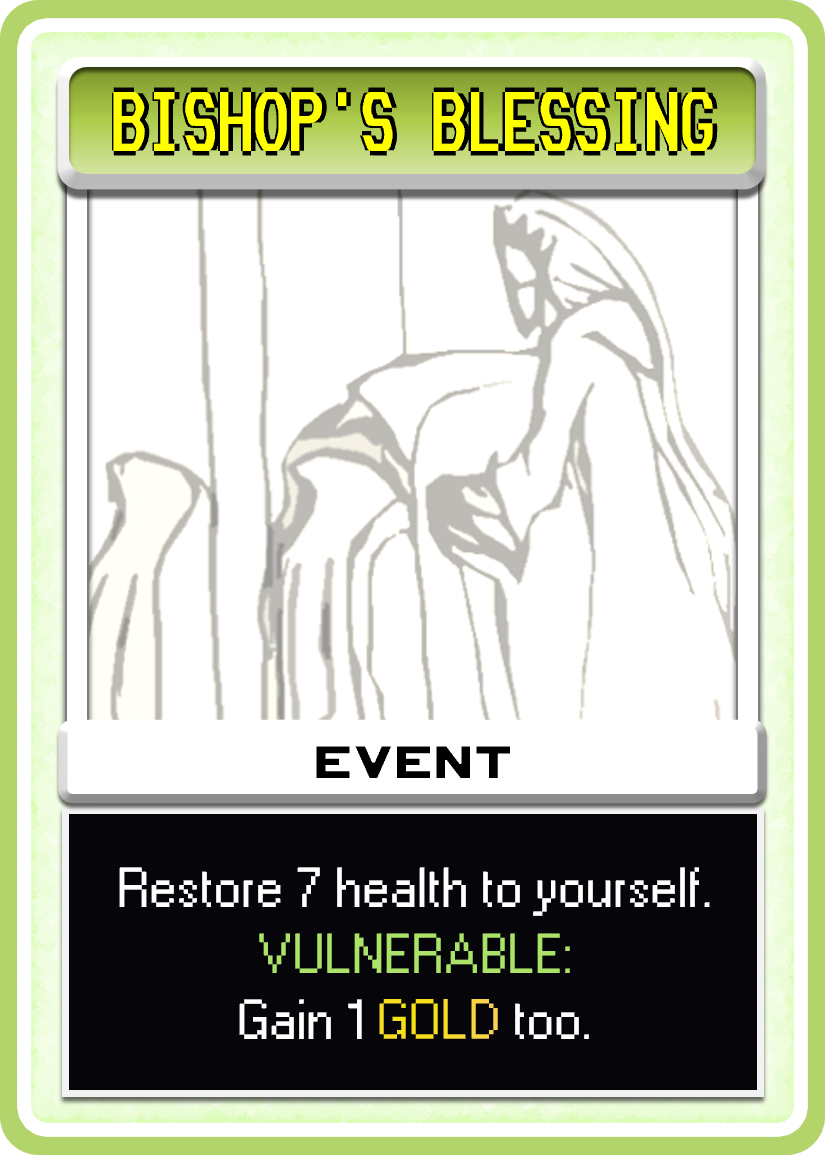 BISHOP'S BLESSING
EVENT
Restore 7 health to yourself.
VULNERABLE:
Gain 1 GOLD too.